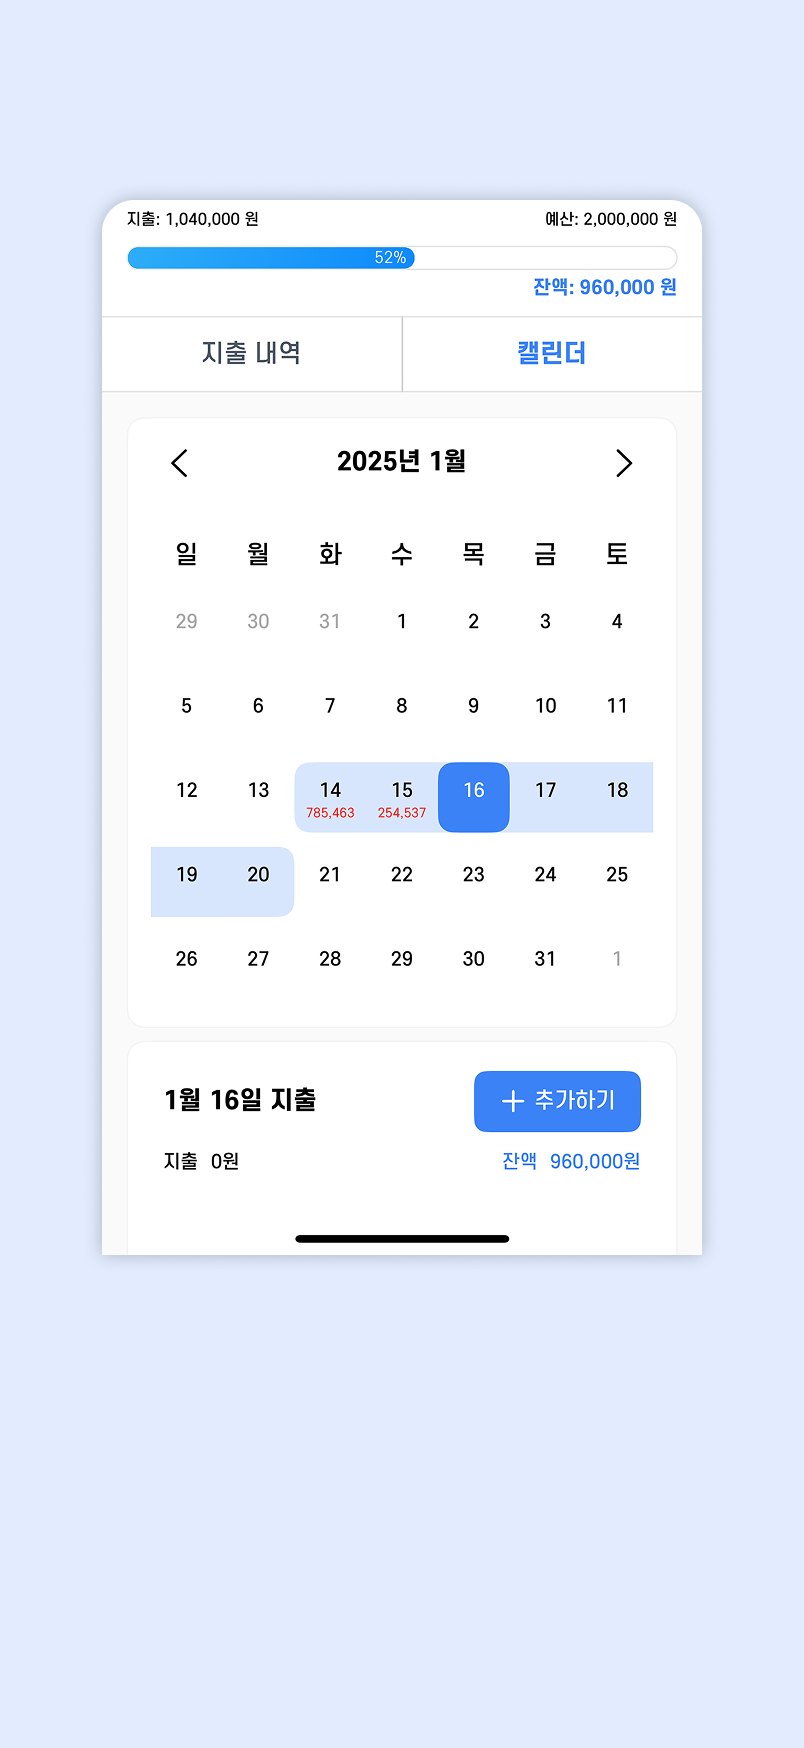 지출: 1,040,000 원 예산: 2,000,000 원
52%
잔액: 960,000 원
지출 내역 캘린더
2025년 1월
일 월 화 수 목 금 토
29 30 31 1 2 3 4
5 6 7 8 9 10 11
12 13 14 15 16 17 18
785,463 254,537
19 20 21 22 23 24 25
26 27 28 29 30 31 1
1월 16일 지출 추가하기
지출 0원 잔액 960,000원